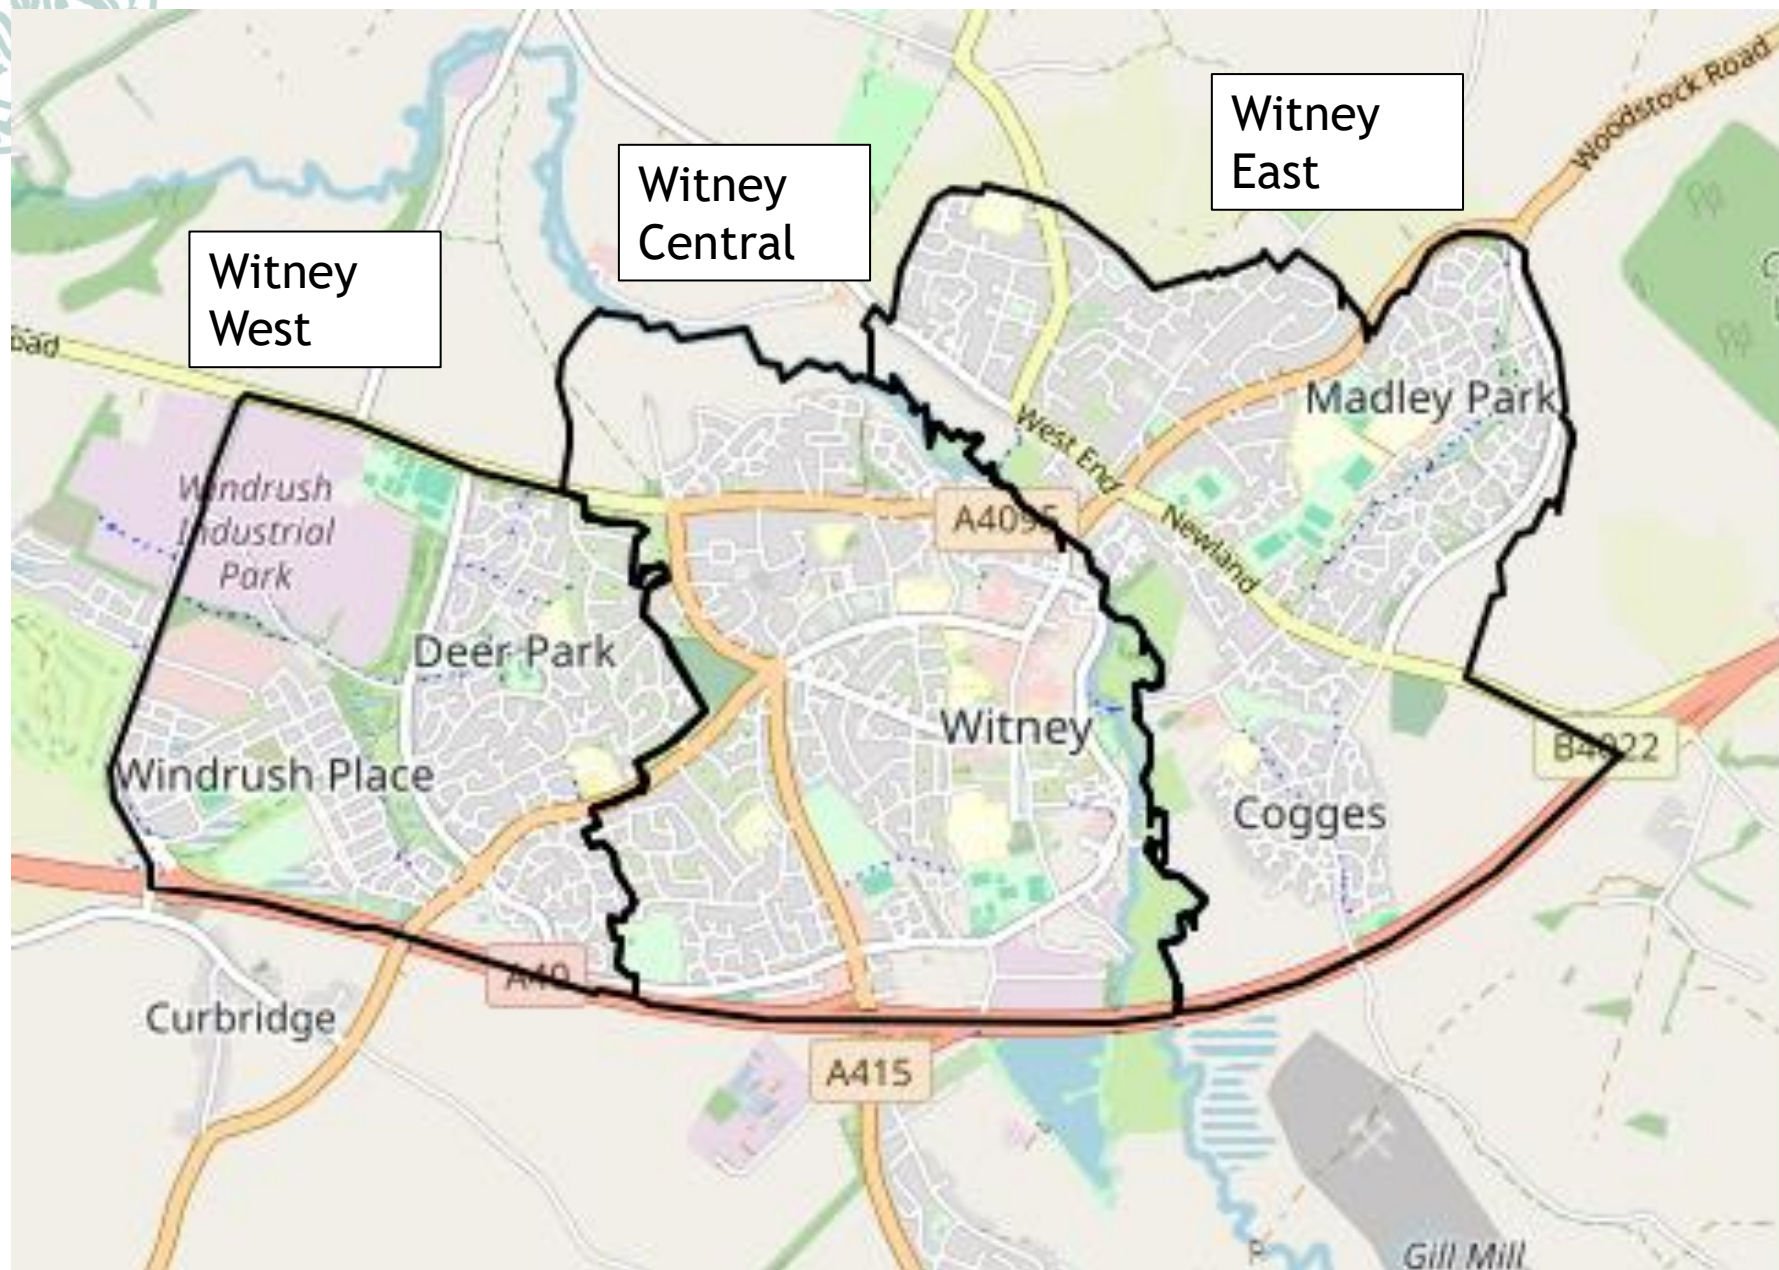 Witney
East
Witney
Central
Witney
West
Woodstock Road
oad
Madley Park
West End
A4095
Newland
Windrush
Industrial
Park
Deer Park
Witney
B4022
Windrush Place
Cogges
A40
Curbridge
A415
Gill Mill